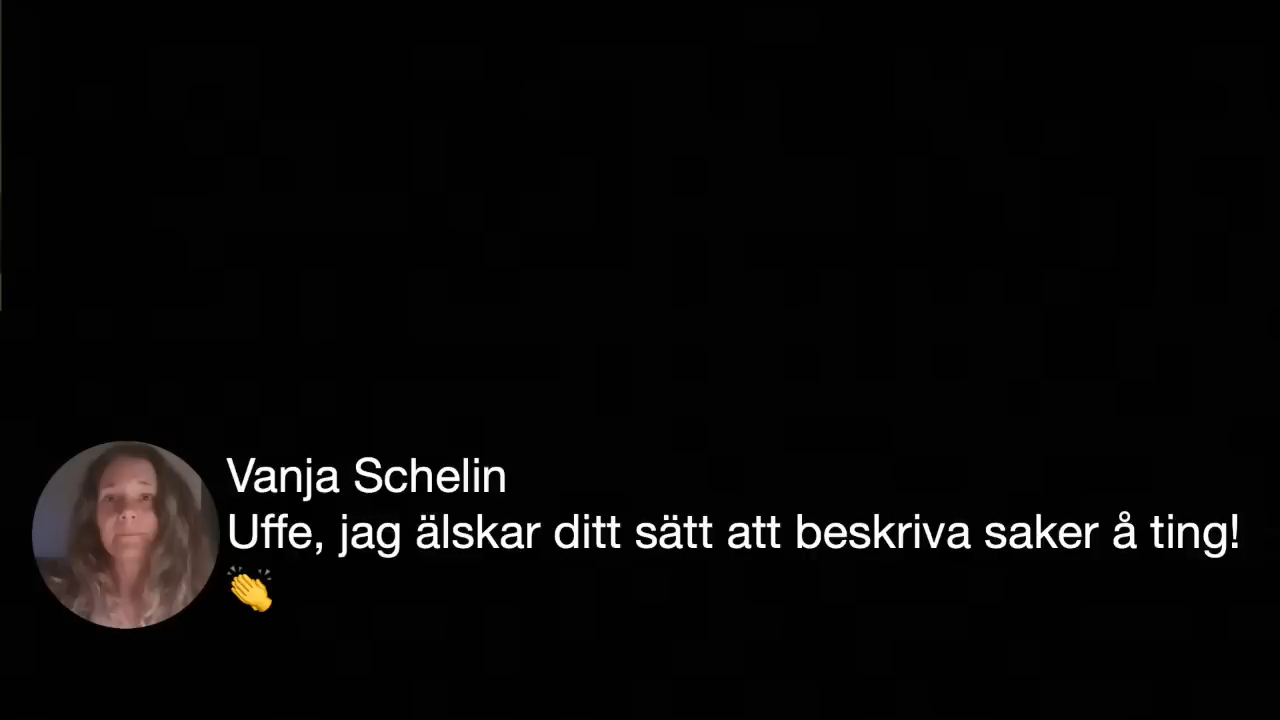 Vanja Schelin
Uffe, jag älskar ditt sätt att beskriva saker å ting!
👏